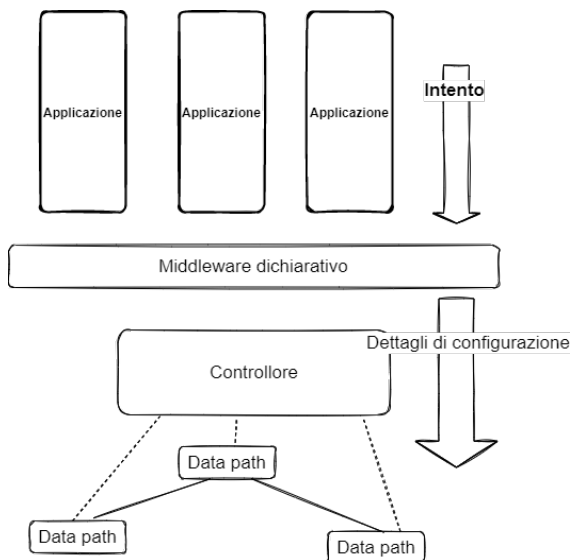 Applicazione
Applicazione
Applicazione
Intento
Middleware dichiarativo
Dettagli di configurazione
Controllore
Data path
Data path
Data path